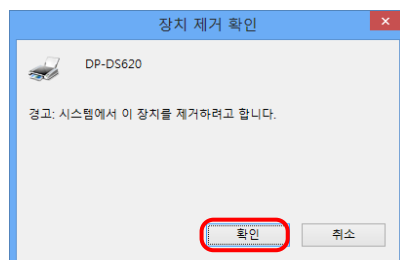 장치 제거 확인
DP-DS620
경고: 시스템에서 이 장치를 제거하려고 합니다.
확인
취소